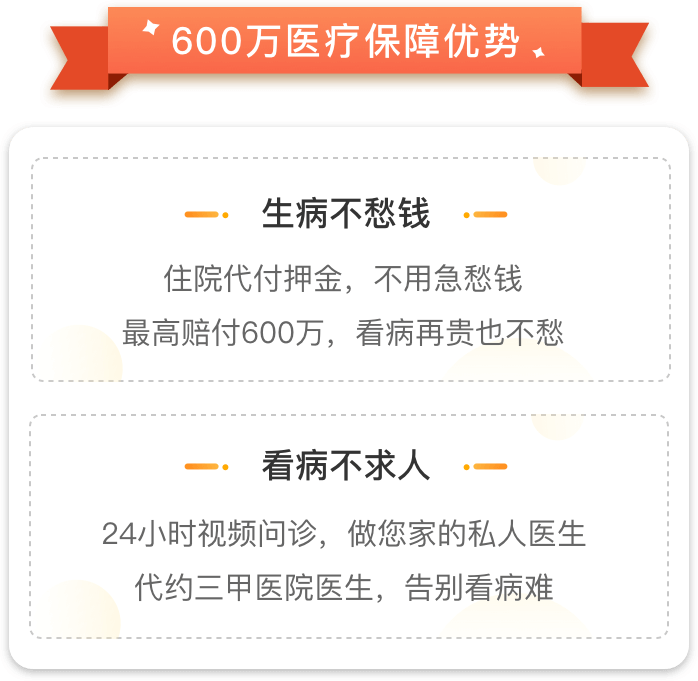 600万医疗保障优势
生病不愁钱
住院代付押金，不用急愁钱
最高赔付600万，看病再贵也不愁
看病不求人
24小时视频问诊，做您家的私人医生
代约三甲医院医生，告别看病难